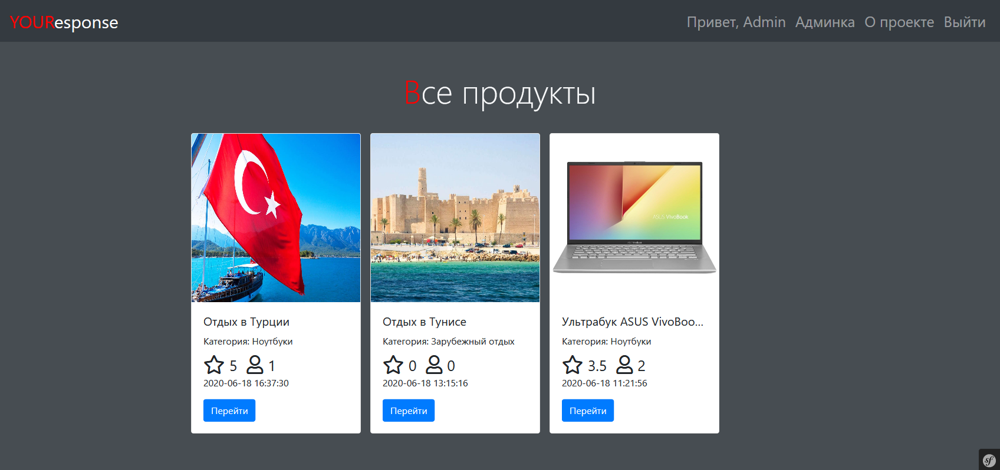 YOUResponse
Привет, Admin Админка О проекте Выйти
Все продукты
ASUS VivoBook
Отдых в Турции
Категория: Ноутбуки
5 1
2020-06-18 16:37:30
Перейти
Отдых в Тунисе
Категория: Зарубежный отдых
0 0
2020-06-18 13:15:16
Перейти
Ультрабук ASUS VivoBoo...
Категория: Ноутбуки
3.5 2
2020-06-18 11:21:56
Перейти
sf